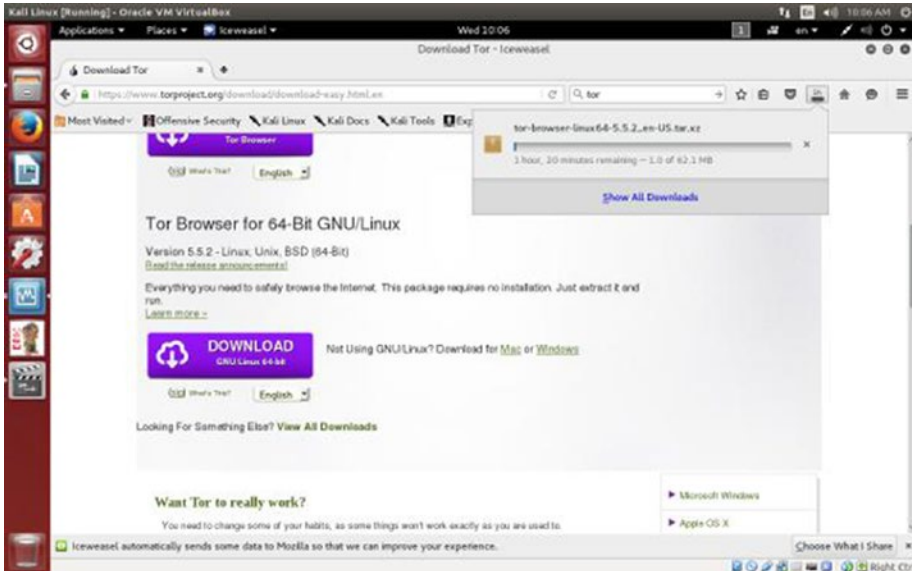 Kali Linux [Running] - Oracle VM VirtualBox
En 10:06 AM
Applications Places Iceweasel Wed 10:06 1 en
Download Tor - Iceweasel
Download Tor
https://www.torproject.org/download/download-easy.html.en tor
Most Visited Offensive Security Kali Linux Kali Docs Kali Tools Exp
tor-browser-linux64-5.5.2_en-US.tar.xz
1 hour, 20 minutes remaining — 1.0 of 62.1 MB
Show All Downloads
Tor Browser
(sig) What's This? English
Tor Browser for 64-Bit GNU/Linux
Version 5.5.2 - Linux, Unix, BSD (64-Bit)
Read the release announcements!
Everything you need to safely browse the Internet. This package requires no installation. Just extract it and
run.
Learn more »
DOWNLOAD
GNU/Linux 64-bit
Not Using GNU/Linux? Download for Mac or Windows
(sig) What's This? English
Looking For Something Else? View All Downloads
Want Tor to really work?
You need to change some of your habits, as some things won't work exactly as you are used to.
Microsoft Windows
Apple OS X
Iceweasel automatically sends some data to Mozilla so that we can improve your experience.
Choose What I Share
Right Ctrl